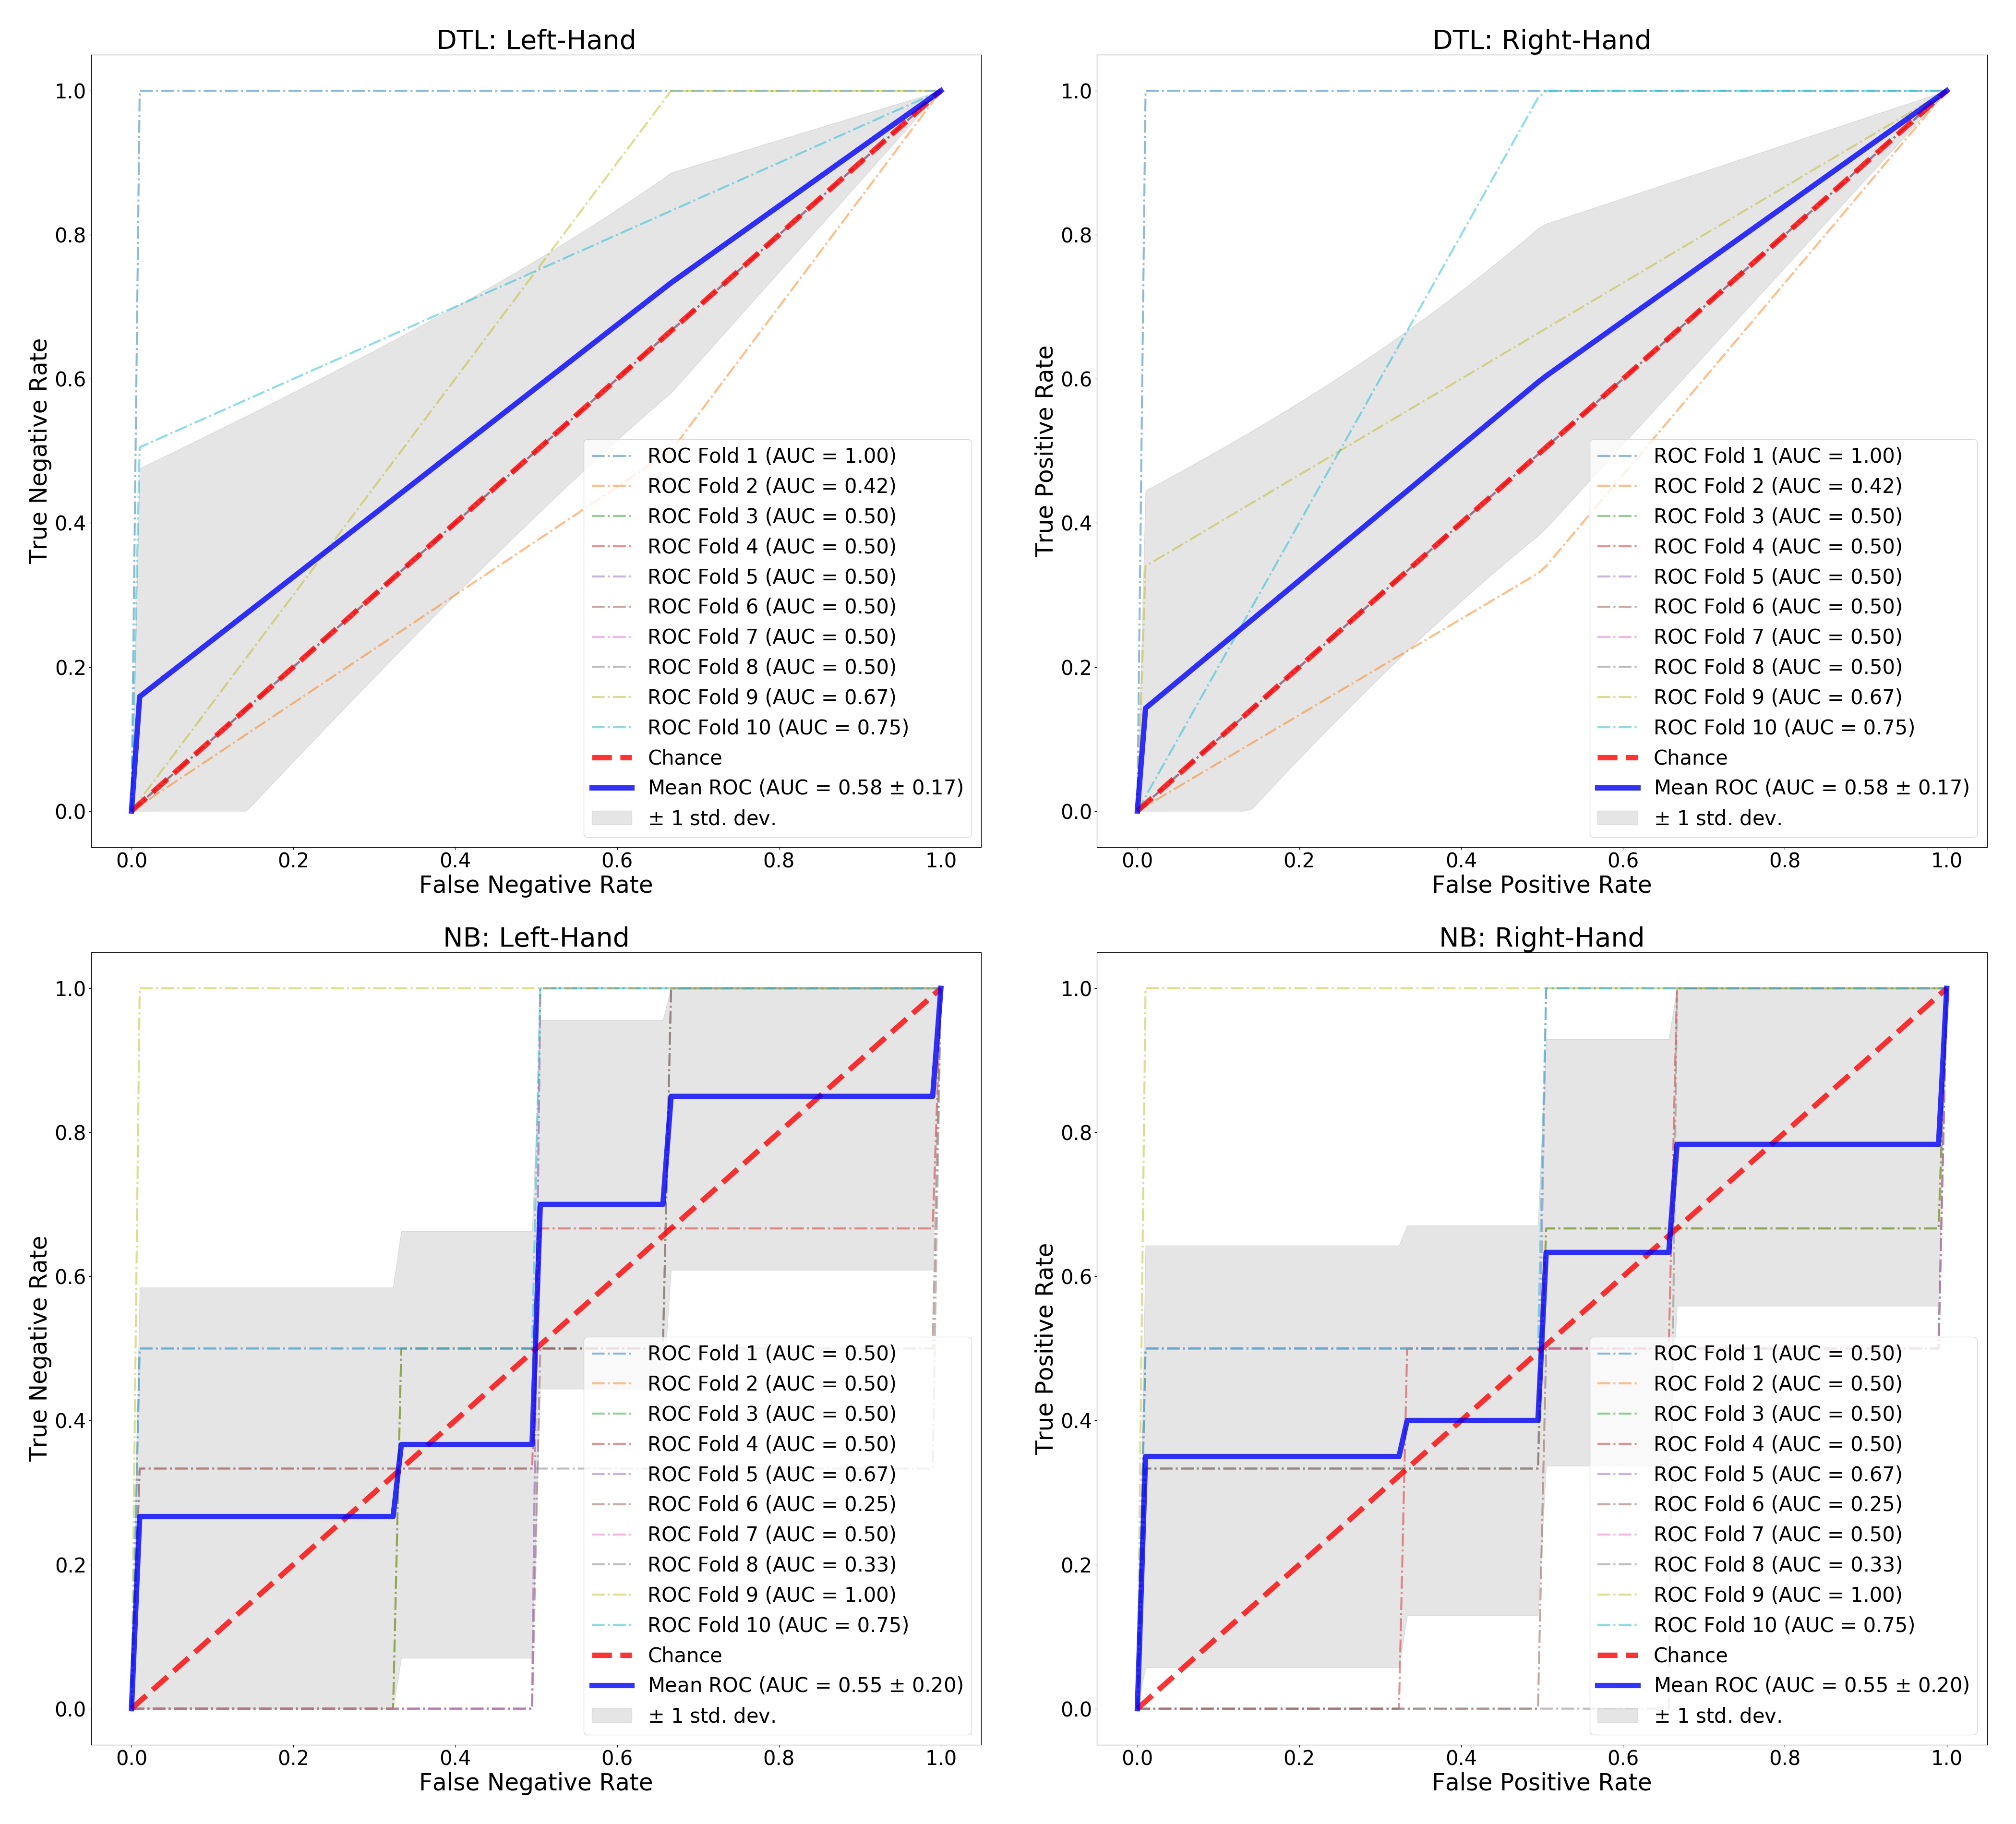 DTL: Left-Hand
True Negative Rate
1.0
0.8
0.6
0.4
0.2
0.0
ROC Fold 1 (AUC = 1.00)
ROC Fold 2 (AUC = 0.42)
ROC Fold 3 (AUC = 0.50)
ROC Fold 4 (AUC = 0.50)
ROC Fold 5 (AUC = 0.50)
ROC Fold 6 (AUC = 0.50)
ROC Fold 7 (AUC = 0.50)
ROC Fold 8 (AUC = 0.50)
ROC Fold 9 (AUC = 0.67)
ROC Fold 10 (AUC = 0.75)
Chance
Mean ROC (AUC = 0.58 ± 0.17)
± 1 std. dev.
0.0 0.2 0.4 0.6 0.8 1.0
False Negative Rate
DTL: Right-Hand
True Positive Rate
1.0
0.8
0.6
0.4
0.2
0.0
ROC Fold 1 (AUC = 1.00)
ROC Fold 2 (AUC = 0.42)
ROC Fold 3 (AUC = 0.50)
ROC Fold 4 (AUC = 0.50)
ROC Fold 5 (AUC = 0.50)
ROC Fold 6 (AUC = 0.50)
ROC Fold 7 (AUC = 0.50)
ROC Fold 8 (AUC = 0.50)
ROC Fold 9 (AUC = 0.67)
ROC Fold 10 (AUC = 0.75)
Chance
Mean ROC (AUC = 0.58 ± 0.17)
± 1 std. dev.
0.0 0.2 0.4 0.6 0.8 1.0
False Positive Rate
NB: Left-Hand
True Negative Rate
1.0
0.8
0.6
0.4
0.2
0.0
ROC Fold 1 (AUC = 0.50)
ROC Fold 2 (AUC = 0.50)
ROC Fold 3 (AUC = 0.50)
ROC Fold 4 (AUC = 0.50)
ROC Fold 5 (AUC = 0.67)
ROC Fold 6 (AUC = 0.25)
ROC Fold 7 (AUC = 0.50)
ROC Fold 8 (AUC = 0.33)
ROC Fold 9 (AUC = 1.00)
ROC Fold 10 (AUC = 0.75)
Chance
Mean ROC (AUC = 0.55 ± 0.20)
± 1 std. dev.
0.0 0.2 0.4 0.6 0.8 1.0
False Negative Rate
NB: Right-Hand
True Positive Rate
1.0
0.8
0.6
0.4
0.2
0.0
ROC Fold 1 (AUC = 0.50)
ROC Fold 2 (AUC = 0.50)
ROC Fold 3 (AUC = 0.50)
ROC Fold 4 (AUC = 0.50)
ROC Fold 5 (AUC = 0.67)
ROC Fold 6 (AUC = 0.25)
ROC Fold 7 (AUC = 0.50)
ROC Fold 8 (AUC = 0.33)
ROC Fold 9 (AUC = 1.00)
ROC Fold 10 (AUC = 0.75)
Chance
Mean ROC (AUC = 0.55 ± 0.20)
± 1 std. dev.
0.0 0.2 0.4 0.6 0.8 1.0
False Positive Rate